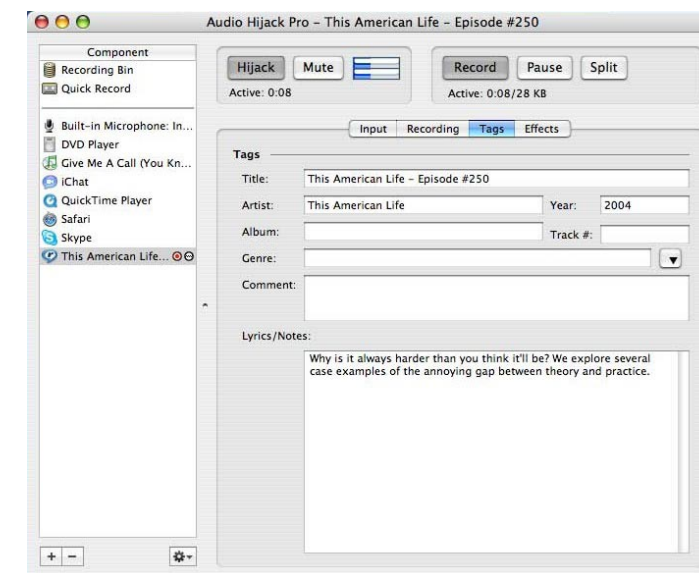 Audio Hijack Pro – This American Life – Episode #250
Component
Recording Bin
Quick Record
Built-in Microphone: In...
DVD Player
Give Me A Call (You Kn...
iChat
QuickTime Player
Safari
Skype
This American Life...
Hijack Mute
Active: 0:08
Record Pause Split
Active: 0:08/28 KB
Input Recording Tags Effects
Tags
Title: This American Life – Episode #250
Artist: This American Life Year: 2004
Album: Track #:
Genre:
Comment:
Lyrics/Notes:
Why is it always harder than you think it'll be? We explore several
case examples of the annoying gap between theory and practice.